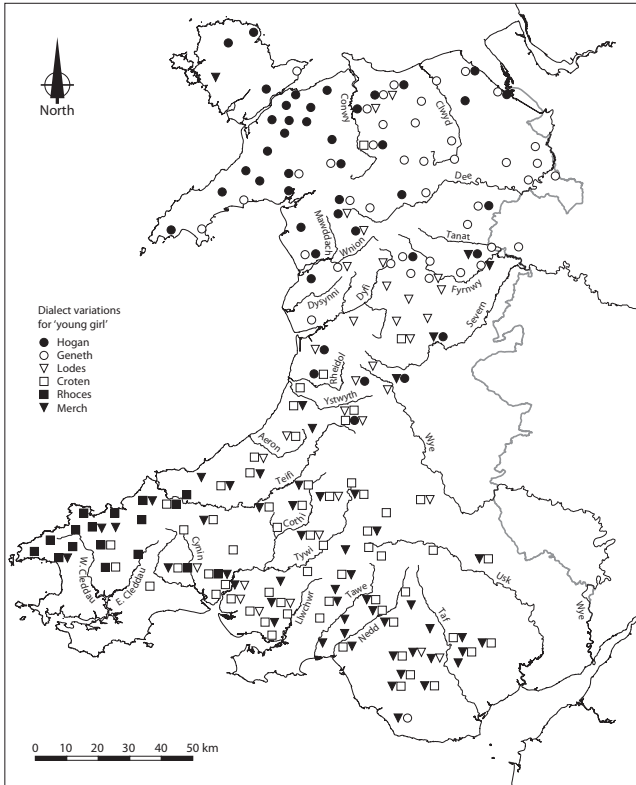 North
Conwy
Clwyd
Dee
Mawddach
Wnion
Tanat
Dysynni
Dyfi
Fyrnwy
Severn
Dialect variations
for ‘young girl’
Hogan
Geneth
Lodes
Croten
Rhoces
Merch
Rheidol
Ystwyth
Aeron
Wye
Teifi
Cothi
Tywi
Cynin
W. Cleddau
E. Cleddau
Llwchwr
Tawe
Nedd
Taf
Usk
Wye
0 10 20 30 40 50 km